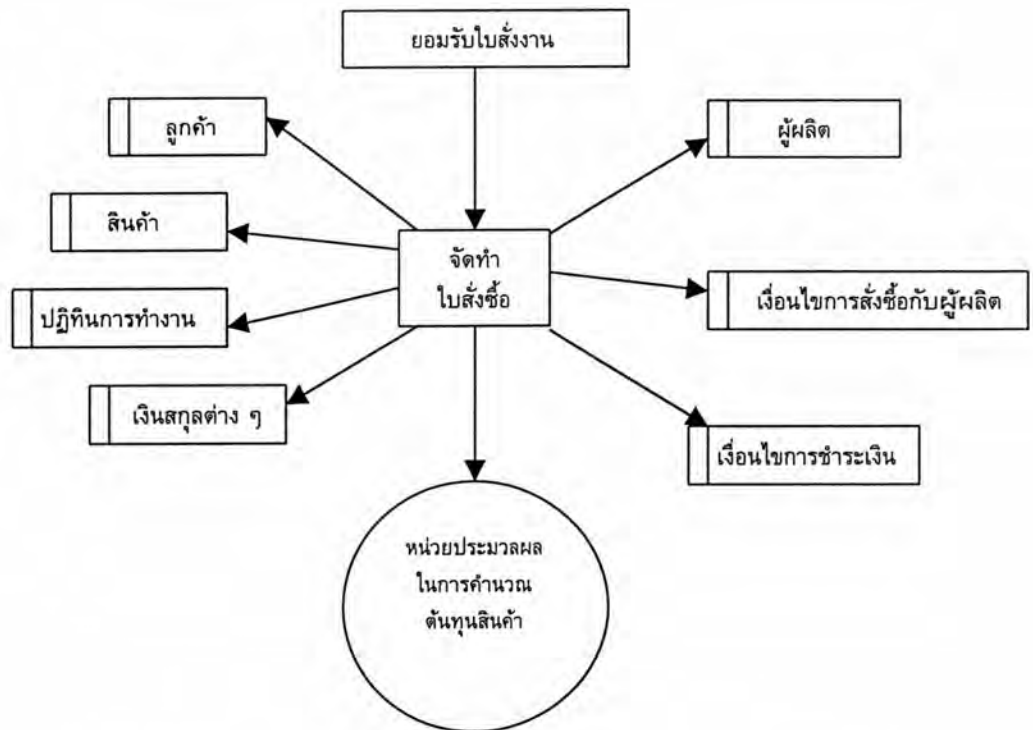 ยอมรับใบสั่งงาน
ลูกค้า
ผู้ผลิต
สินค้า
จัดทำ
ใบสั่งซื้อ
เงื่อนไขการสั่งซื้อกับผู้ผลิต
ปฏิทินการทำงาน
เงินสกุลต่าง ๆ
เงื่อนไขการชำระเงิน
หน่วยประมวลผล
ในการคำนวณ
ต้นทุนสินค้า